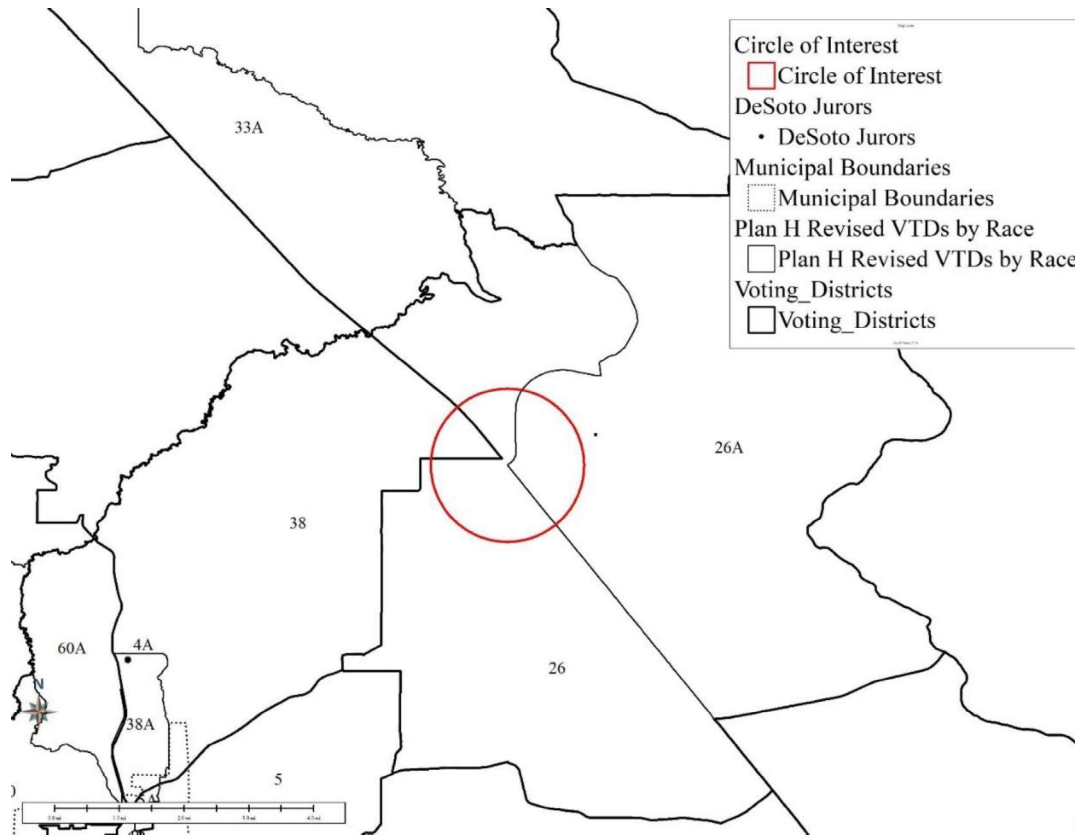 Circle of Interest
Circle of Interest
DeSoto Jurors
DeSoto Jurors
Municipal Boundaries
Municipal Boundaries
Plan H Revised VTDs by Race
Plan H Revised VTDs by Race
Voting_Districts
Voting_Districts
33A
26A
38
60A
4A
26
N
38A
5